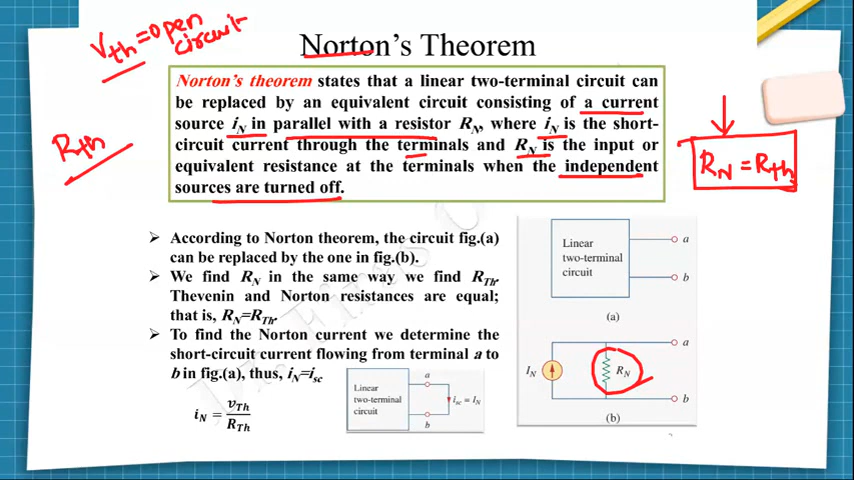 Vth = open
circuit
Norton's Theorem
Norton's theorem states that a linear two-terminal circuit can
be replaced by an equivalent circuit consisting of a current
source iN in parallel with a resistor RN, where iN is the short-
circuit current through the terminals and RN is the input or
equivalent resistance at the terminals when the independent
sources are turned off.
Rth
RN = Rth
➢ According to Norton theorem, the circuit fig.(a)
can be replaced by the one in fig.(b).
➢ We find RN in the same way we find RTh.
Thevenin and Norton resistances are equal;
that is, RN=RTh.
➢ To find the Norton current we determine the
short-circuit current flowing from terminal a to
b in fig.(a), thus, iN=isc
iN = vTh / RTh
Linear
two-terminal
circuit
a
isc = IN
b
Linear
two-terminal
circuit
a
b
(a)
IN
RN
a
b
(b)